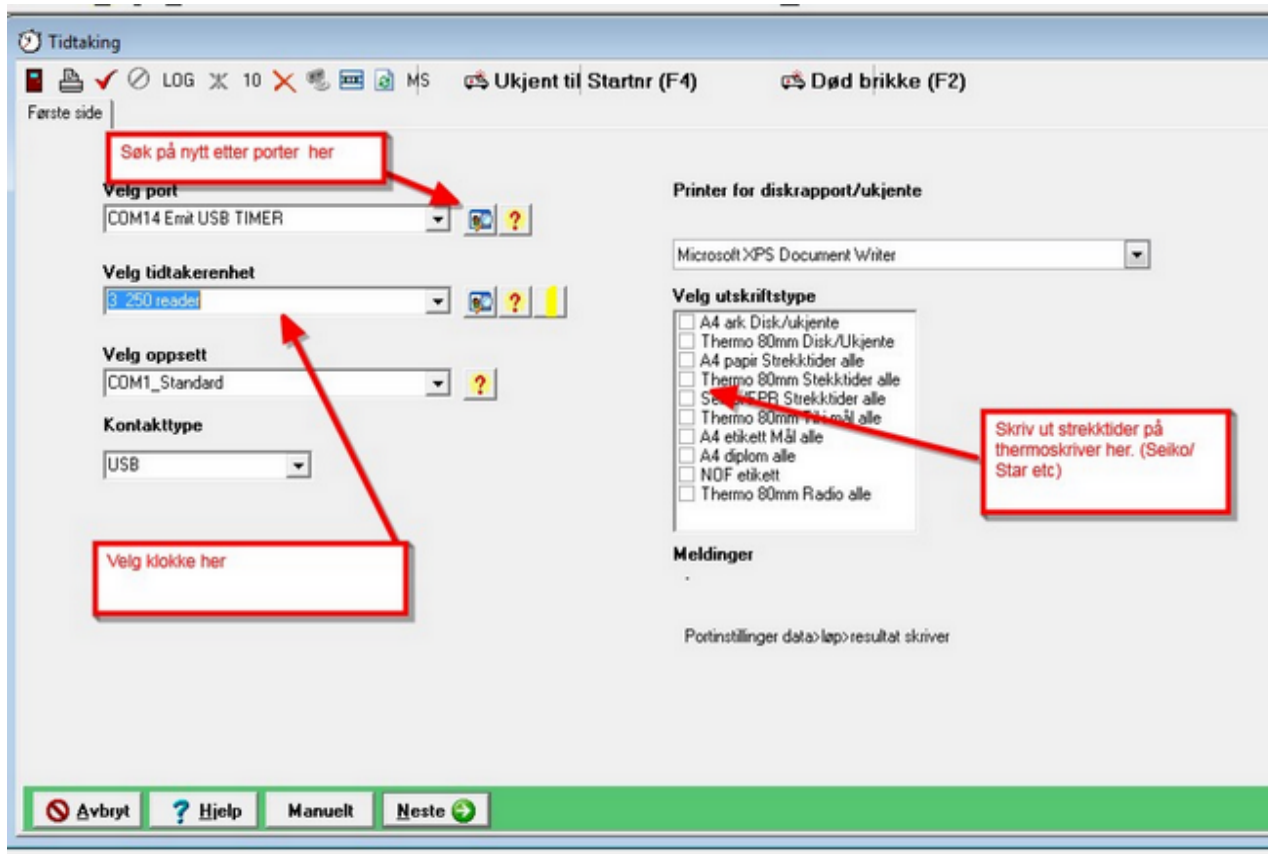 Tidtaking
LOG 10 MS Ukjent til Startnr (F4) Død brikke (F2)
Første side
Søk på nytt etter porter her
Velg port
COM14 Emit USB TIMER
Velg tidtakerenhet
3 250 reader
Velg oppsett
COM1_Standard
Kontakttype
USB
Velg klokke her
Printer for diskrapport/ukjente
Microsoft XPS Document Writer
Velg utskriftstype
A4 ark Disk/ukjente
Thermo 80mm Disk/Ukjente
A4 papir Strekktider alle
Thermo 80mm Stekktider alle
Strekktider alle
Thermo 80mm mål alle
A4 etikett Mål alle
A4 diplom alle
NOF etikett
Thermo 80mm Radio alle
Skriv ut strekktider på
thermoskriver her. (Seiko/
Star etc)
Meldinger
Portinstillinger data>løp>resultat skriver
Avbryt Hjelp Manuelt Neste